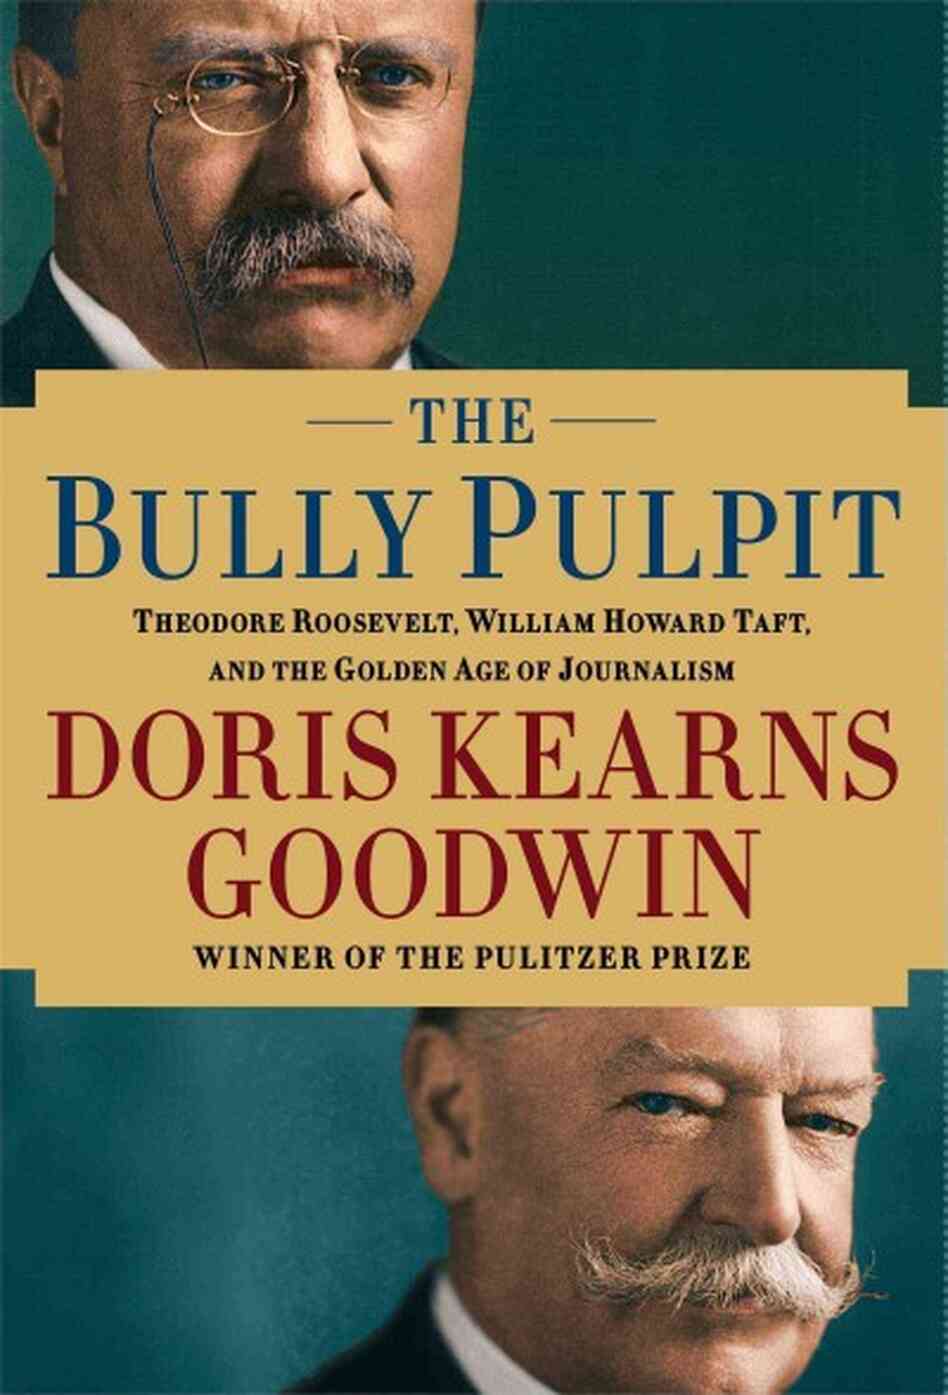 THE
BULLY PULPIT
THEODORE ROOSEVELT, WILLIAM HOWARD TAFT,
AND THE GOLDEN AGE OF JOURNALISM
DORIS KEARNS
GOODWIN
WINNER OF THE PULITZER PRIZE